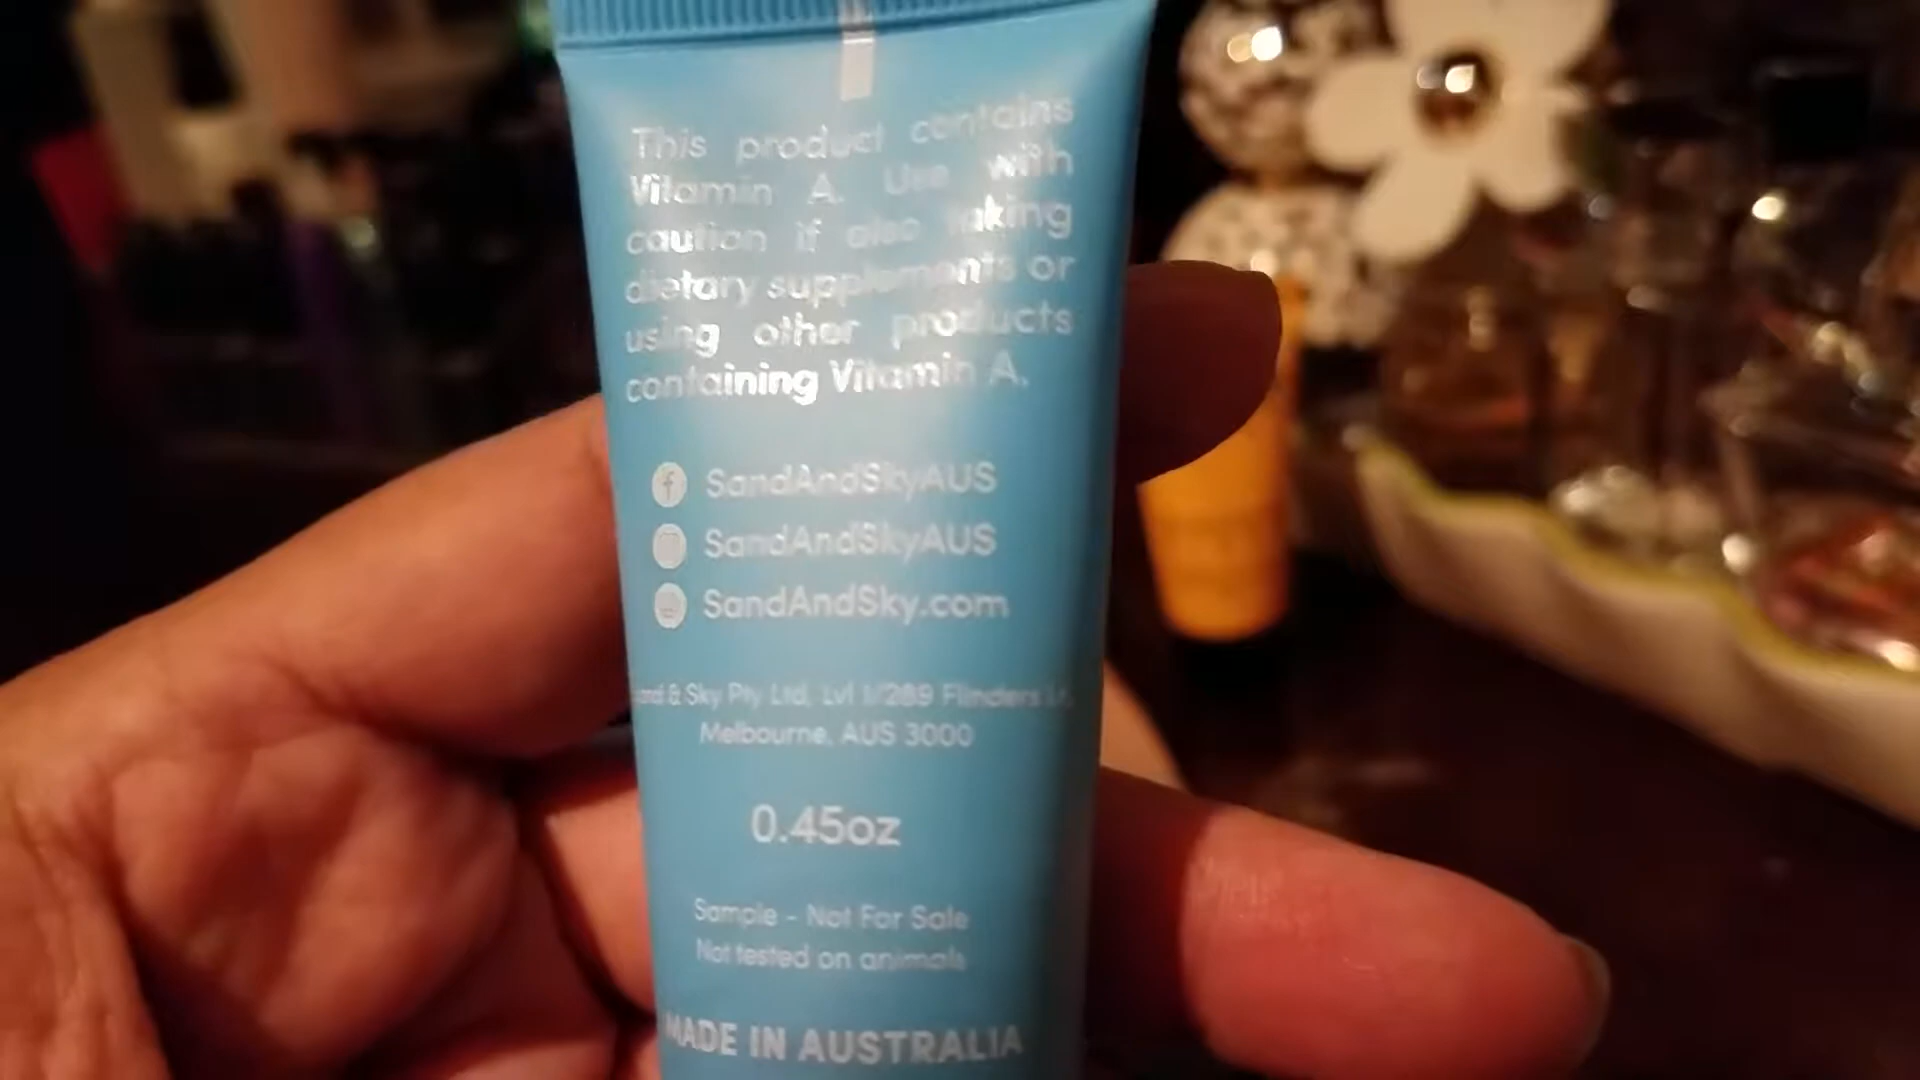 This product contains
Vitamin A. Use with
caution if also taking
dietary supplements or
using other products
containing Vitamin A.
SandAndSkyAUS
SandAndSkyAUS
SandAndSky.com
& Sky Pty Ltd, Lvl 1/289 Flinders Ln,
Melbourne, AUS 3000
0.45oz
Sample - Not For Sale
Not tested on animals
MADE IN AUSTRALIA